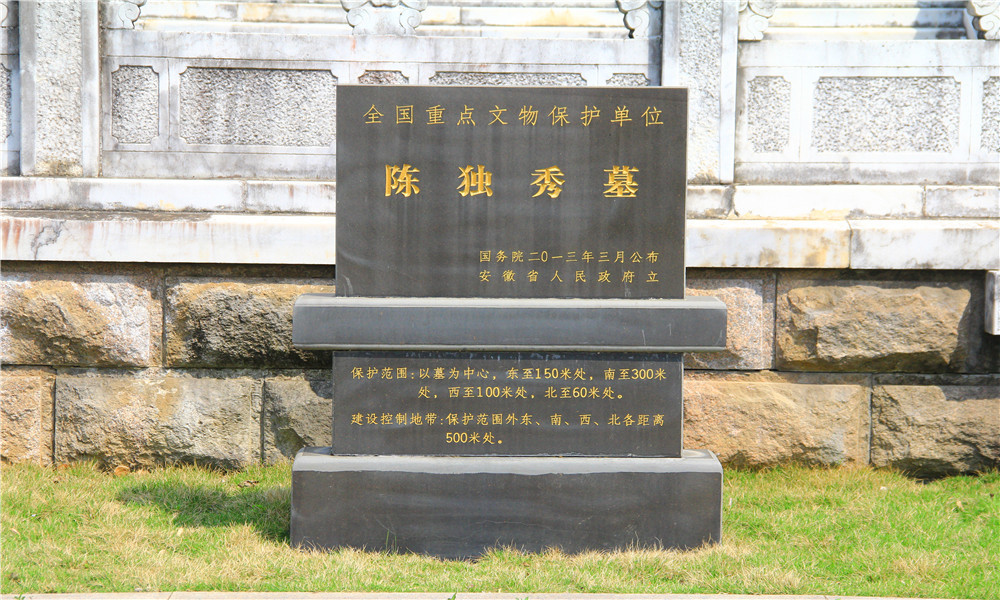 全国重点文物保护单位
陈独秀墓
国务院二0一三年三月公布
安徽省人民政府立
保护范围:以墓为中心，东至150米处，南至300米
处，西至100米处，北至60米处。
建设控制地带:保护范围外东、南、西、北各距离
500米处。